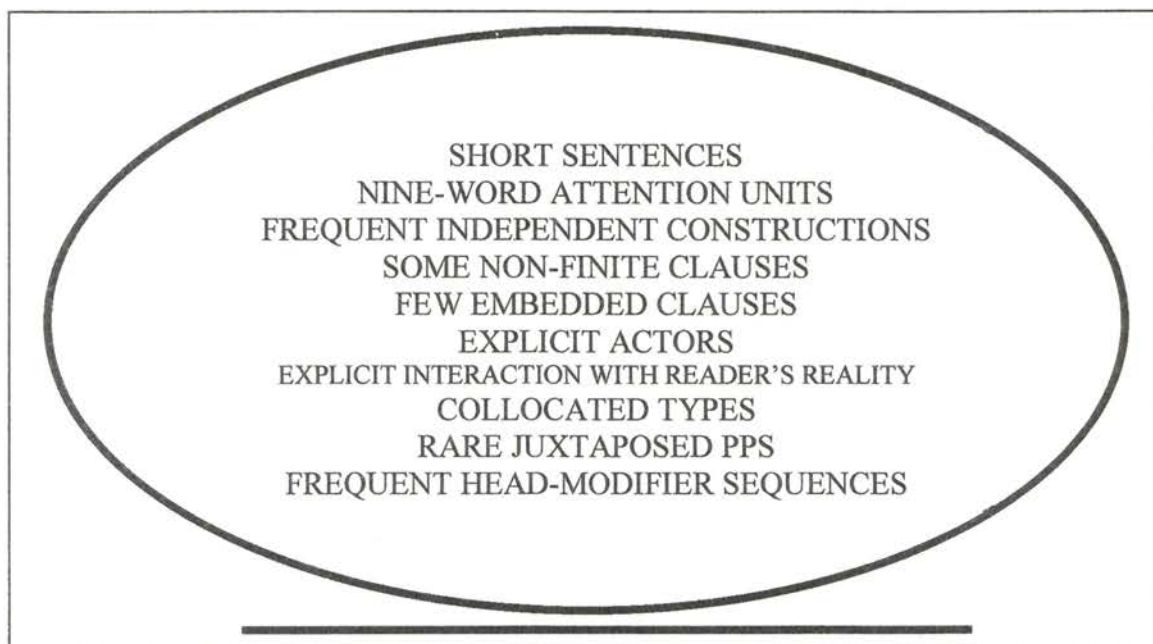 SHORT SENTENCES
NINE-WORD ATTENTION UNITS
FREQUENT INDEPENDENT CONSTRUCTIONS
SOME NON-FINITE CLAUSES
FEW EMBEDDED CLAUSES
EXPLICIT ACTORS
EXPLICIT INTERACTION WITH READER'S REALITY
COLLOCATED TYPES
RARE JUXTAPOSED PPS
FREQUENT HEAD-MODIFIER SEQUENCES